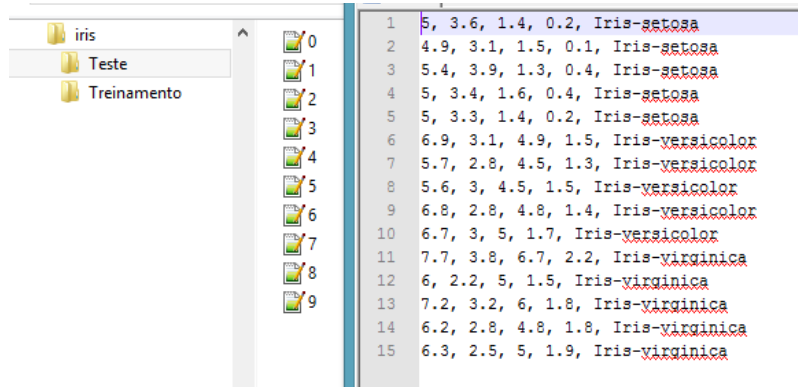 iris
Teste
Treinamento
0
1
2
3
4
5
6
7
8
9
1 5, 3.6, 1.4, 0.2, Iris-setosa
2 4.9, 3.1, 1.5, 0.1, Iris-setosa
3 5.4, 3.9, 1.3, 0.4, Iris-setosa
4 5, 3.4, 1.6, 0.4, Iris-setosa
5 5, 3.3, 1.4, 0.2, Iris-setosa
6 6.9, 3.1, 4.9, 1.5, Iris-versicolor
7 5.7, 2.8, 4.5, 1.3, Iris-versicolor
8 5.6, 3, 4.5, 1.5, Iris-versicolor
9 6.8, 2.8, 4.8, 1.4, Iris-versicolor
10 6.7, 3, 5, 1.7, Iris-versicolor
11 7.7, 3.8, 6.7, 2.2, Iris-virginica
12 6, 2.2, 5, 1.5, Iris-virginica
13 7.2, 3.2, 6, 1.8, Iris-virginica
14 6.2, 2.8, 4.8, 1.8, Iris-virginica
15 6.3, 2.5, 5, 1.9, Iris-virginica